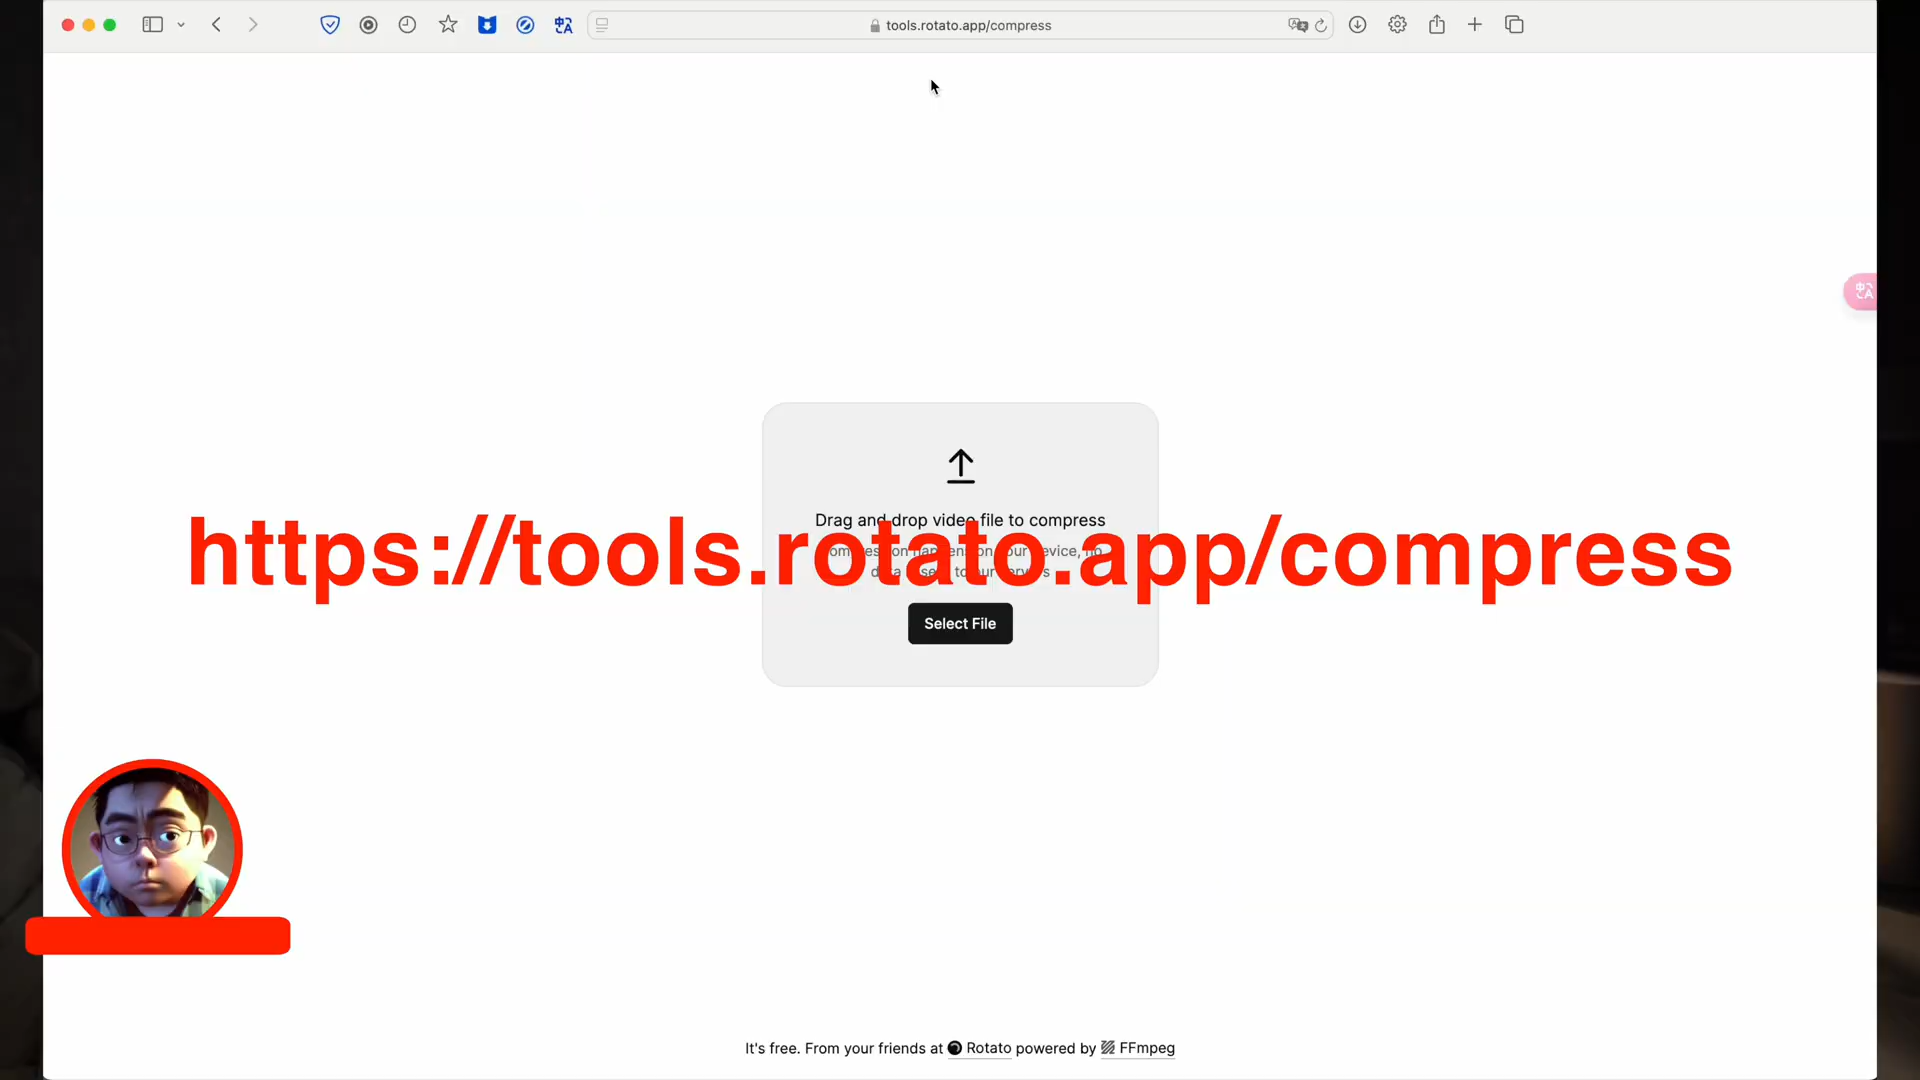 tools.rotato.app/compress
Drag and drop video file to compress
https://tools.rotato.app/compress
Select File
It's free. From your friends at Rotato powered by FFmpeg